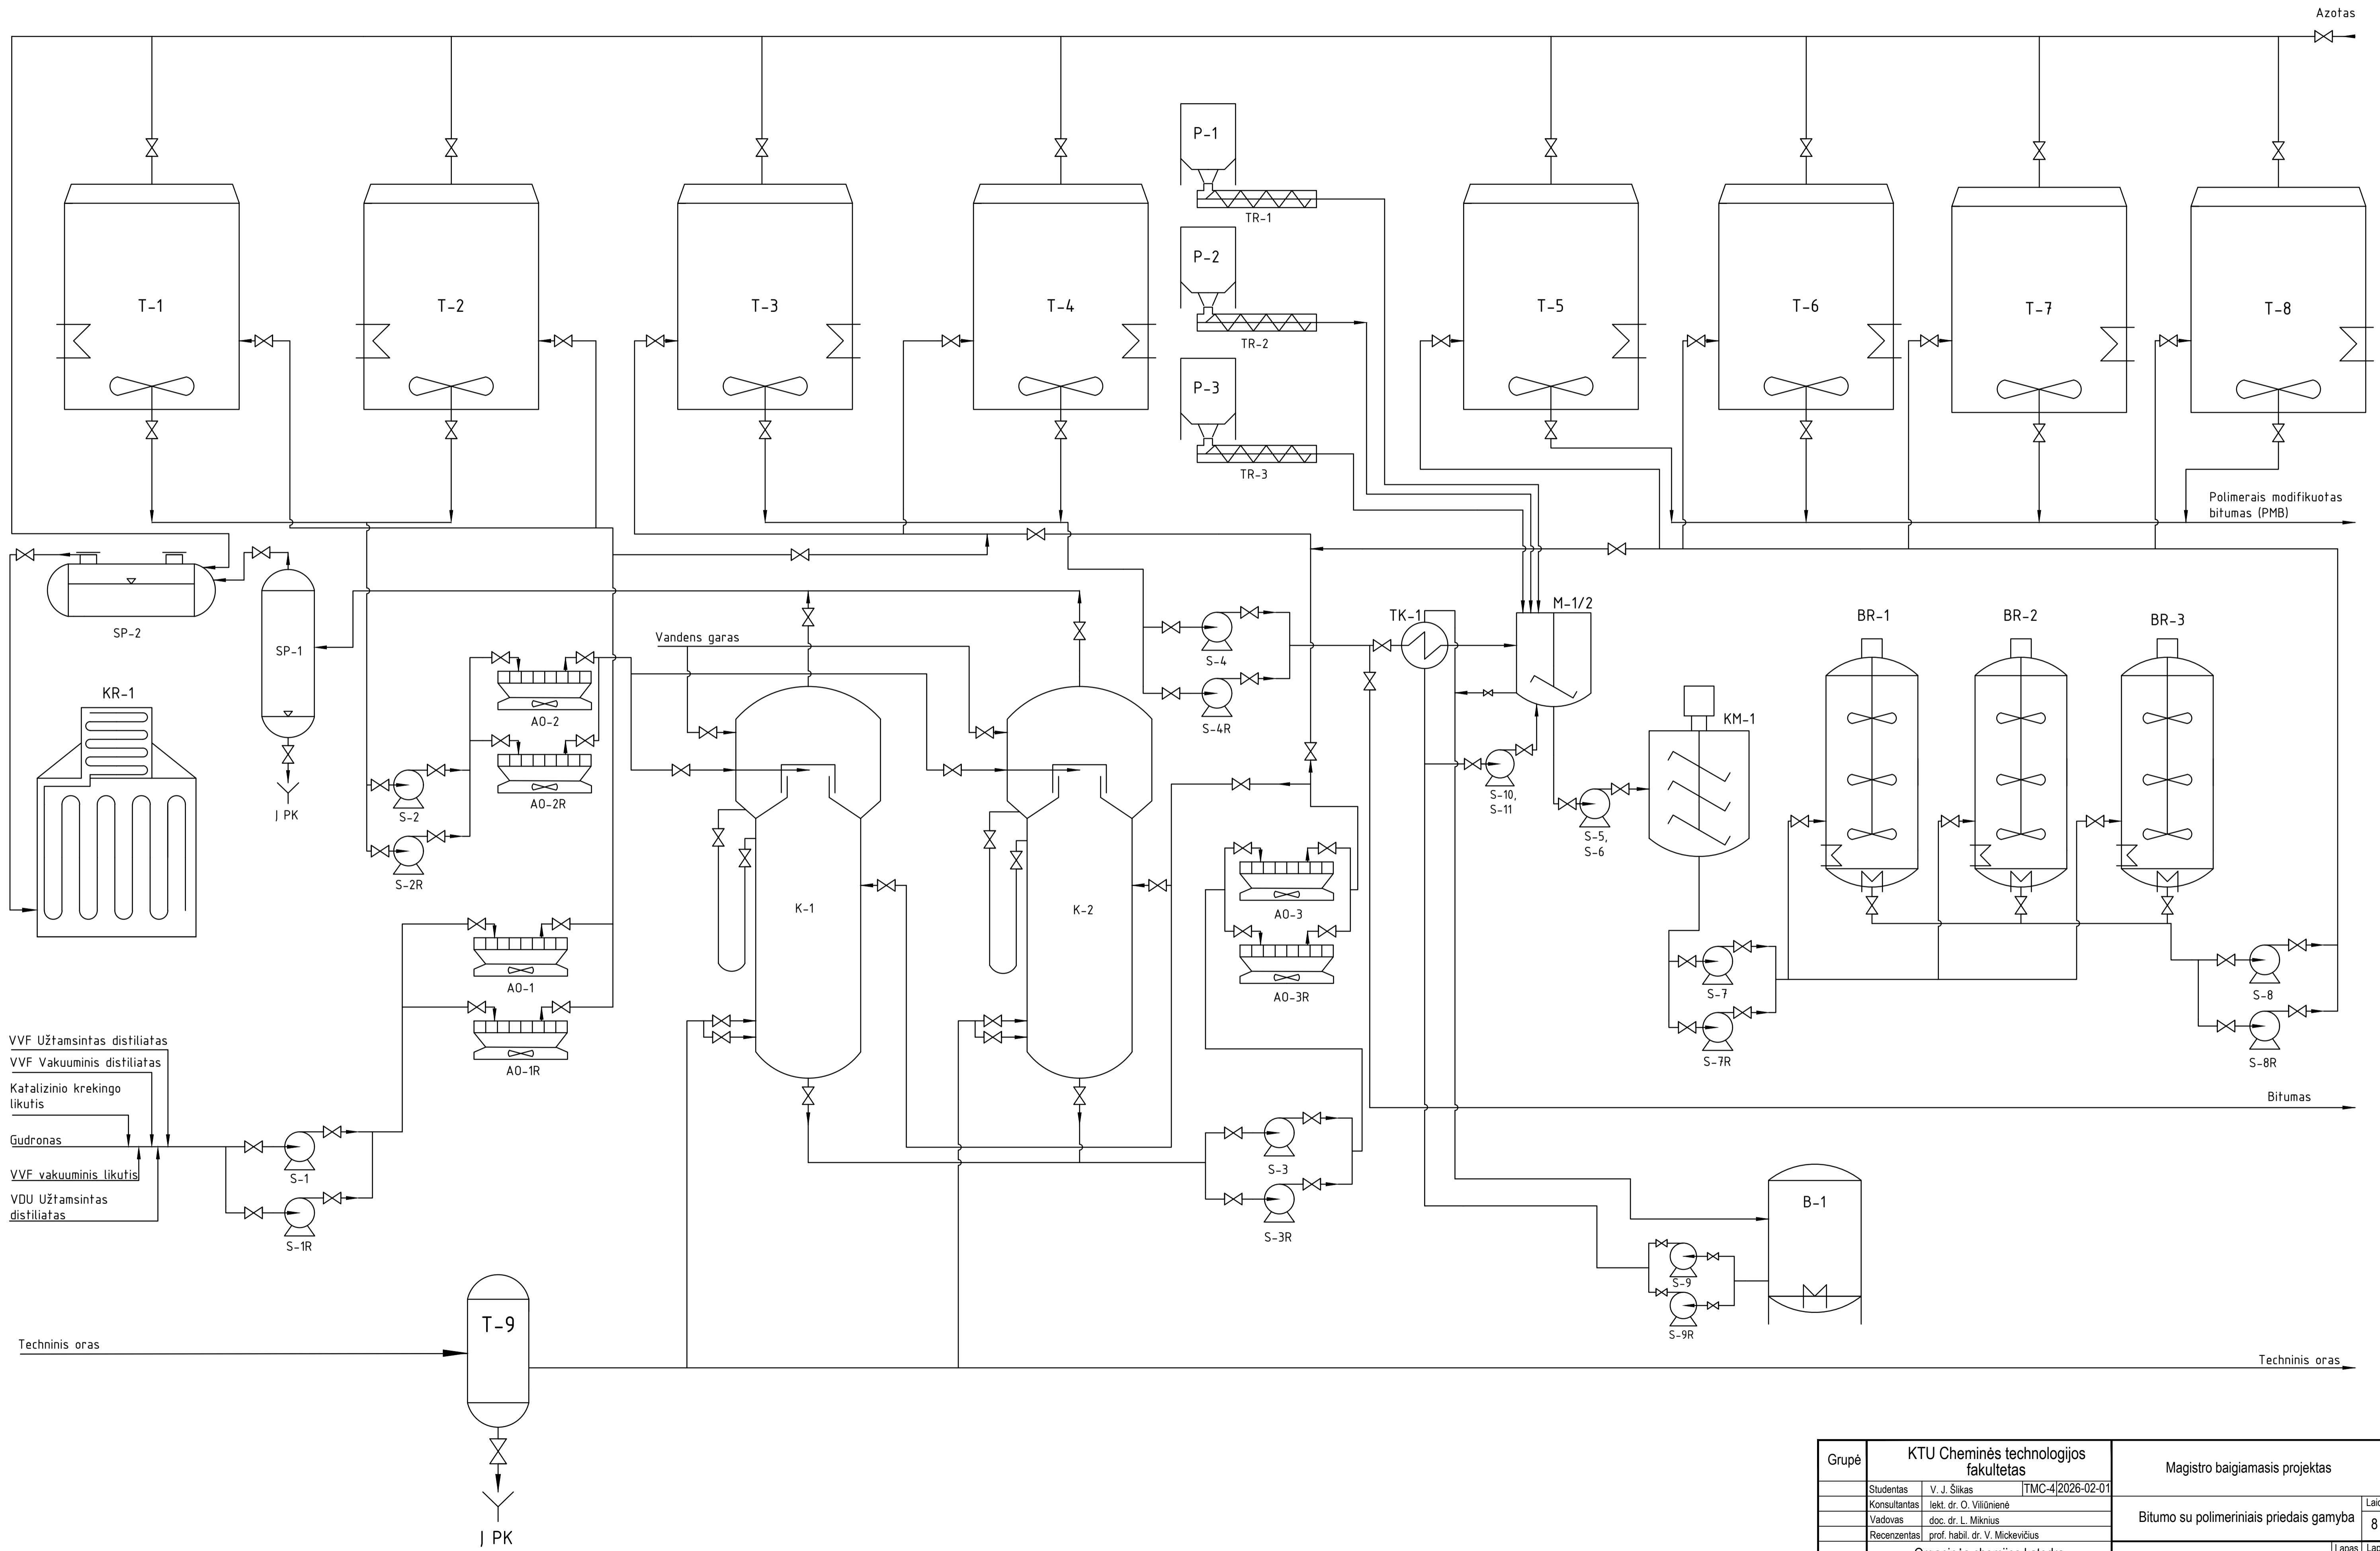 Azotas
P-1
TR-1
P-2
TR-2
P-3
TR-3
T-1
T-2
T-3
T-4
T-5
T-6
T-7
T-8
Polimerais modifikuotas
bitumas (PMB)
SP-2
SP-1
Vandens garas
S-4
S-4R
TK-1
M-1/2
BR-1
BR-2
BR-3
KR-1
AO-2
AO-2R
S-2
S-2R
Į PK
KM-1
S-10,
S-11
S-5,
S-6
K-1
K-2
AO-3
AO-3R
AO-1
AO-1R
S-7
S-7R
S-8
S-8R
VVF Užtamsintas distiliatas
VVF Vakuuminis distiliatas
Katalizinio krekingo
likutis
Gudronas
VVF vakuuminis likutis
VDU Užtamsintas
distiliatas
S-1
S-1R
S-3
S-3R
Bitumas
B-1
S-9
S-9R
T-9
Techninis oras
Techninis oras
Į PK
Grupė
KTU Cheminės technologijos
fakultetas
Magistro baigiamasis projektas
Studentas V. J. Šlikas TMC-4 2026-02-01
Konsultantas lekt. dr. O. Viliūnienė
Vadovas doc. dr. L. Miknius
Recenzentas prof. habil. dr. V. Mickevičius
Bitumo su polimeriniais priedais gamyba
8
Lapas